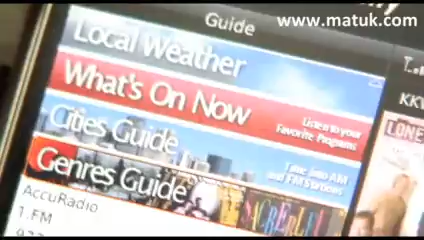 www.matuk.com
Guide
Local Weather
What's On Now
Listen to your
Favorite Programs
Cities Guide
Tune into AM
and FM Stations
Genres Guide
AccuRadio
1.FM